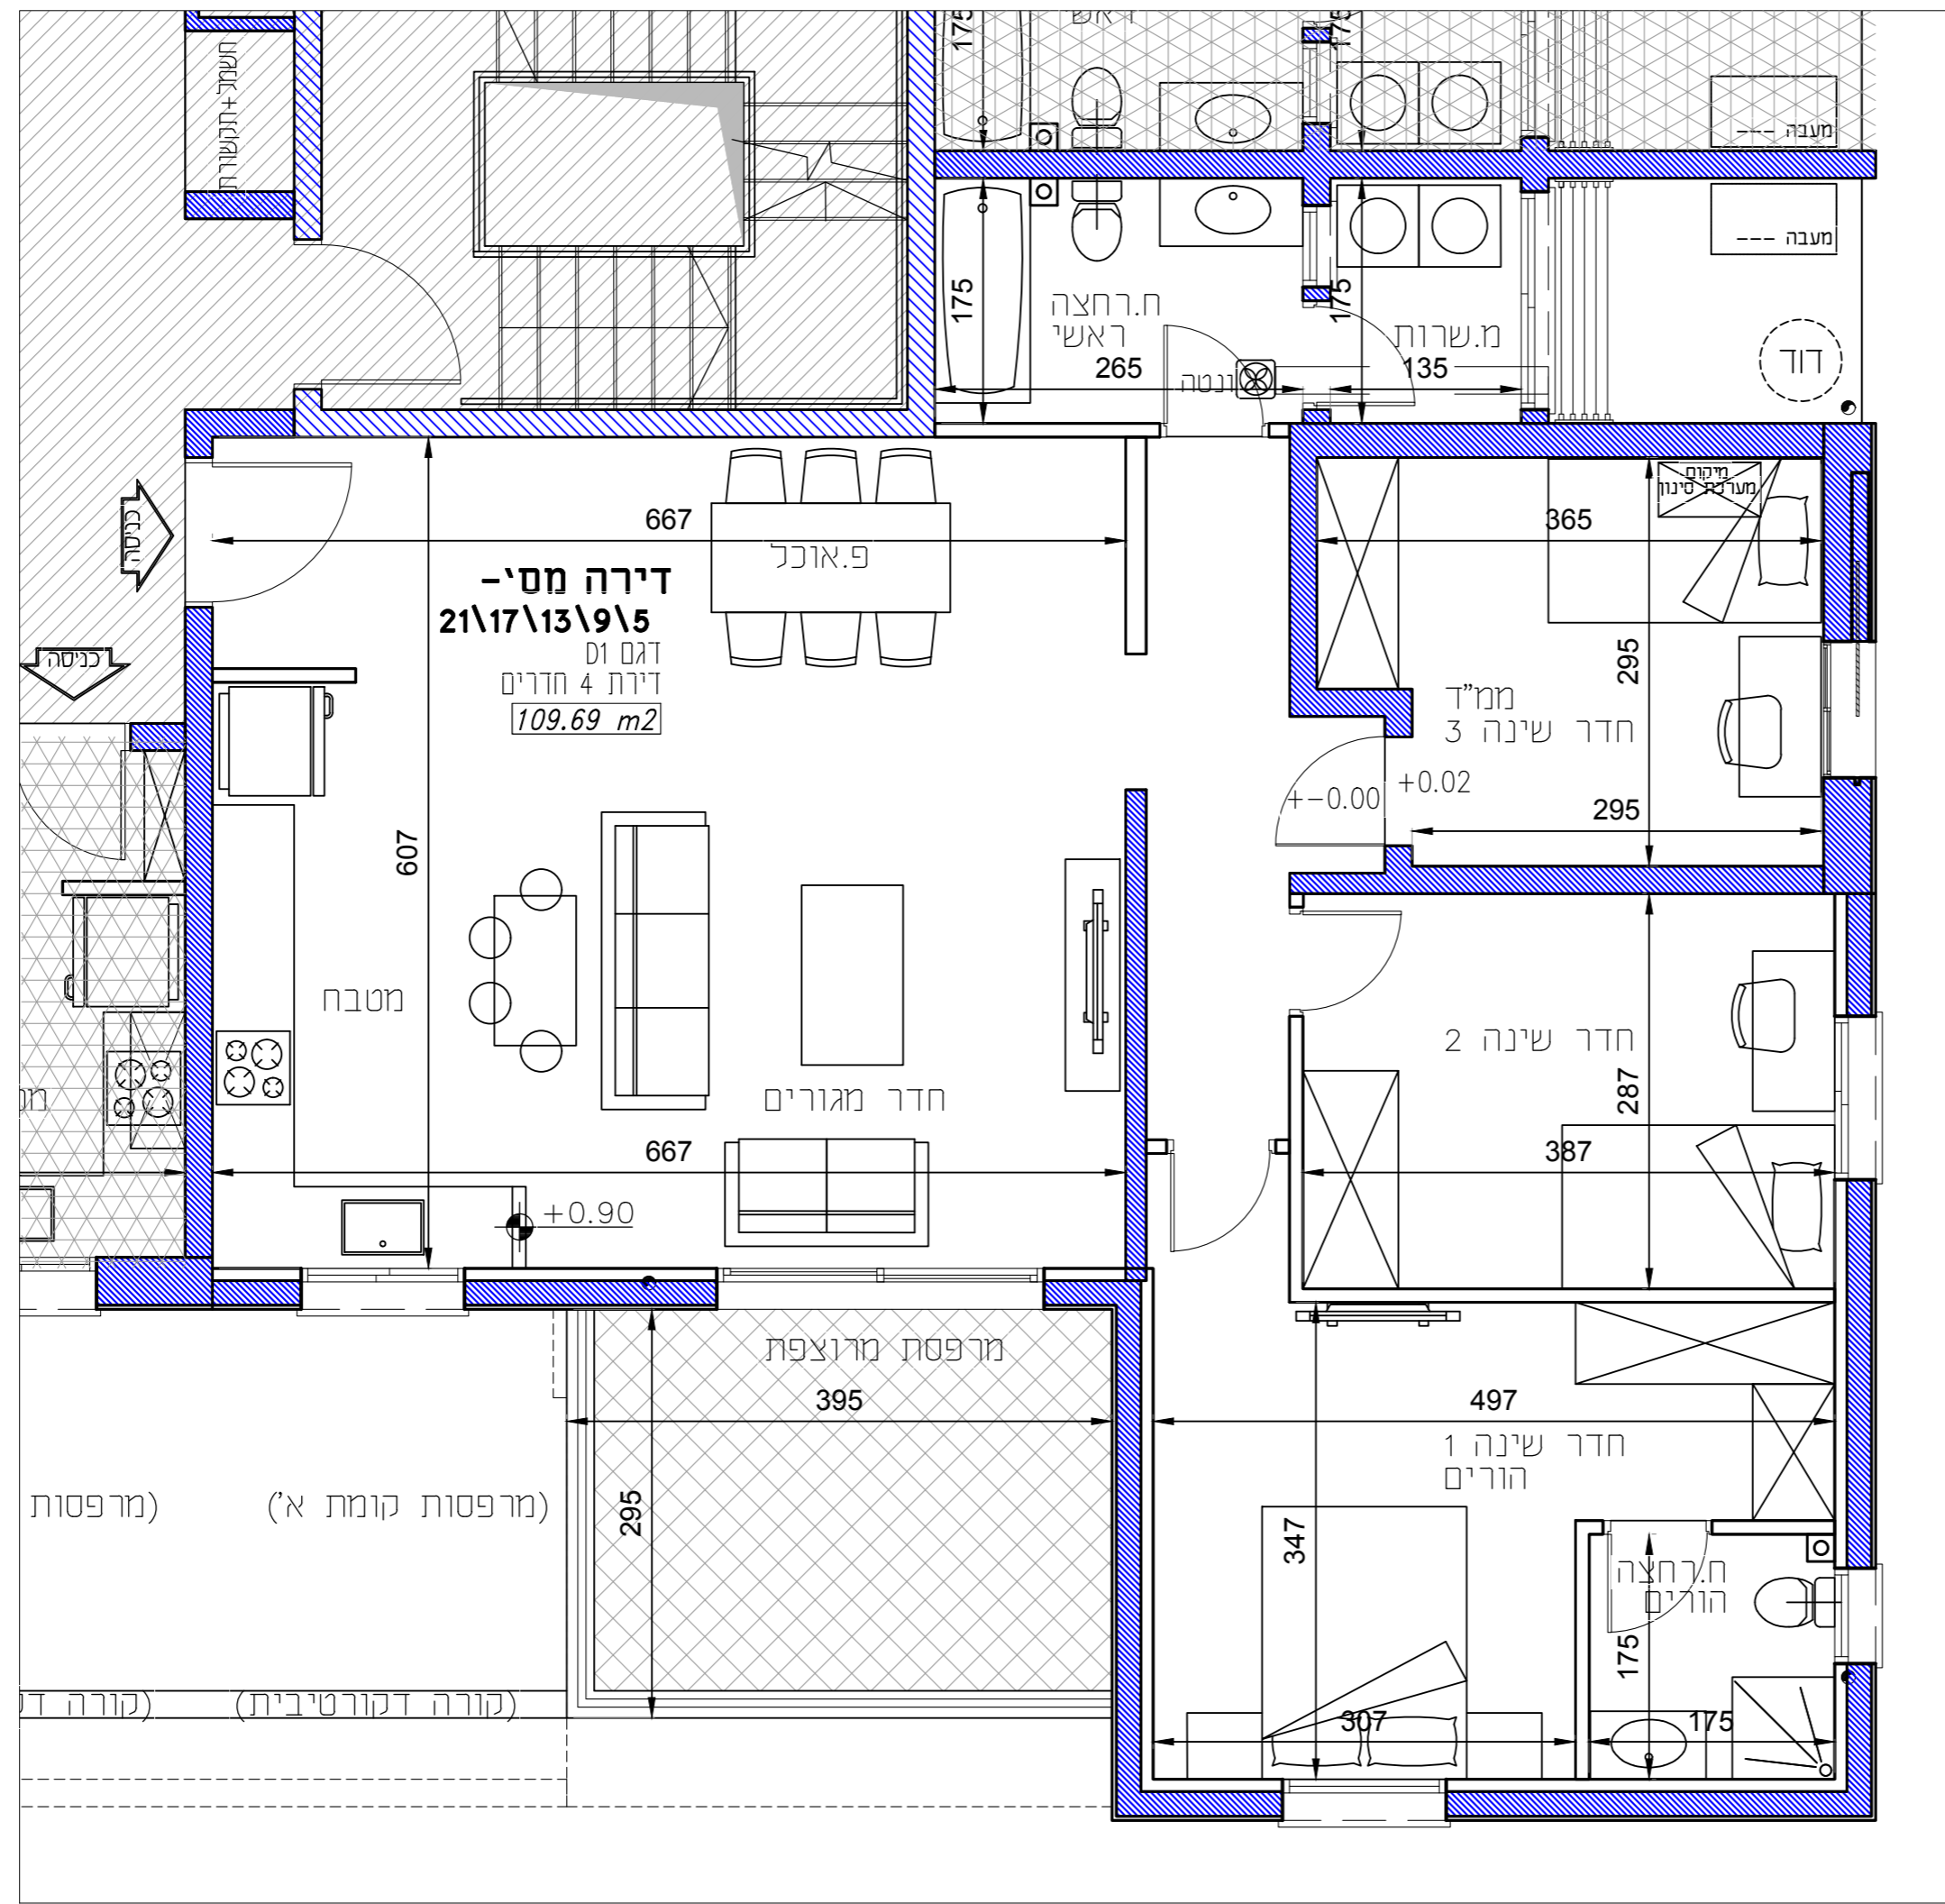 חשמל+תקשורת
175
ראשי
175
מעבה ---
מעבה ---
175
ח.רחצה
ראשי
265
ונטה
175
מ.שרות
135
דוד
כניסה
כניסה
667
פ.אוכל
דירה מס'-
21\17\13\9\5
דגם D1
דירת 4 חדרים
109.69 m2
607
מיקום
מערכת סינון
365
295
ממ"ד
חדר שינה 3
+-0.00
+0.02
295
מטבח
חדר מגורים
667
+0.90
חדר שינה 2
287
387
מרפסת מרוצפת
395
295
497
חדר שינה 1
הורים
347
307
ח.רחצה
הורים
175
175
(מרפסות קומת א')
(מרפסות
(קורה דקורטיבית)
(קורה דק